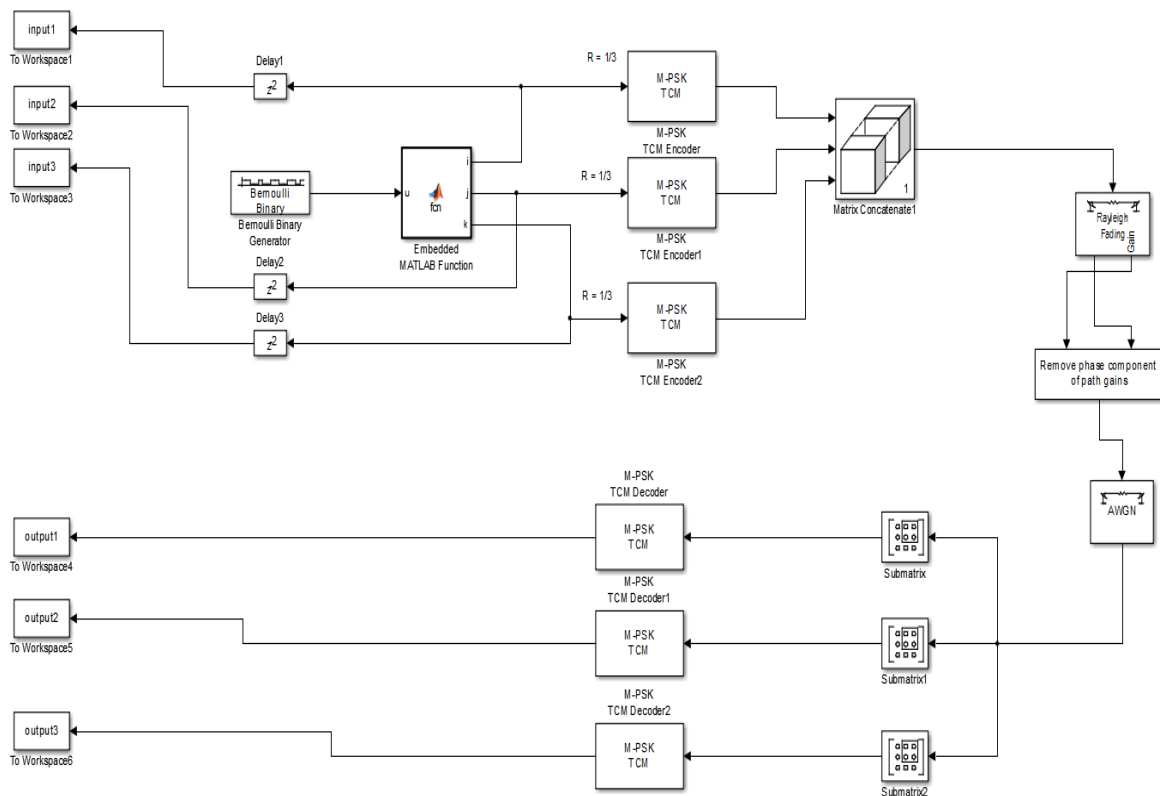 input1
To Workspace1
input2
To Workspace2
input3
To Workspace3
Delay1
z-2
R = 1/3
M-PSK
TCM
M-PSK
TCM Encoder
Bernoulli
Binary
Bernoulli Binary
Generator
u
fcn
i
j
k
Embedded
MATLAB Function
R = 1/3
M-PSK
TCM
M-PSK
TCM Encoder1
1
Matrix Concatenate1
Rayleigh
Fading
Gain
Delay2
z-2
Delay3
z-2
R = 1/3
M-PSK
TCM
M-PSK
TCM Encoder2
Remove phase component
of path gains
AWGN
M-PSK
TCM Decoder
output1
To Workspace4
M-PSK
TCM
Submatrix
M-PSK
TCM Decoder1
output2
To Workspace5
M-PSK
TCM
Submatrix1
M-PSK
TCM Decoder2
output3
To Workspace6
M-PSK
TCM
Submatrix2